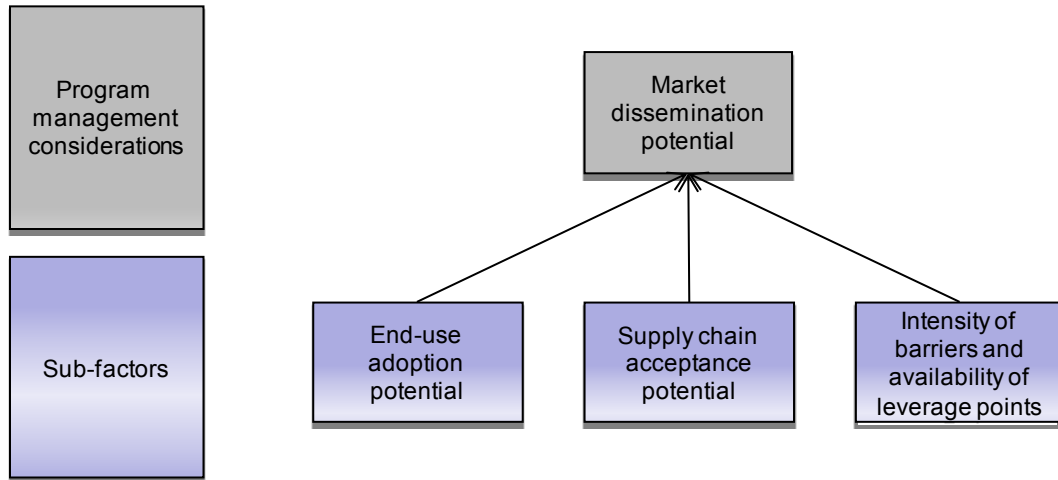 Program
management
considerations
Market
dissemination
potential
Sub-factors
End-use
adoption
potential
Supply chain
acceptance
potential
Intensity of
barriers and
availability of
leverage points